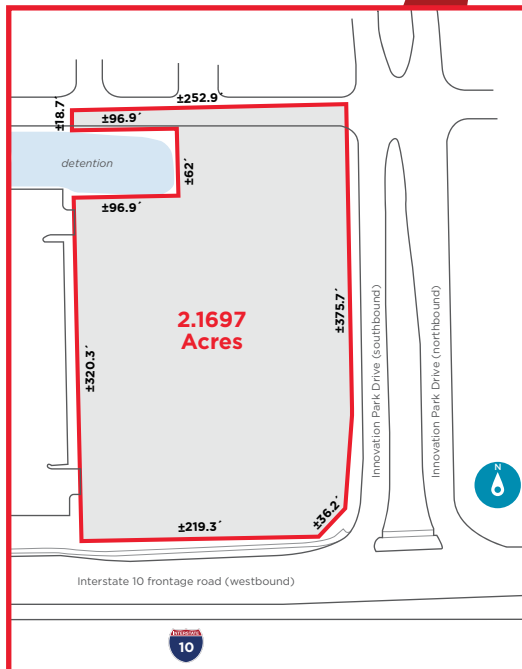 ±252.9´
±18.7´
±96.9´
detention
±62´
±96.9´
2.1697
Acres
±375.7´
±320.3´
Innovation Park Drive (southbound)
Innovation Park Drive (northbound)
N
±36.2´
±219.3´
Interstate 10 frontage road (westbound)
INTERSTATE
10